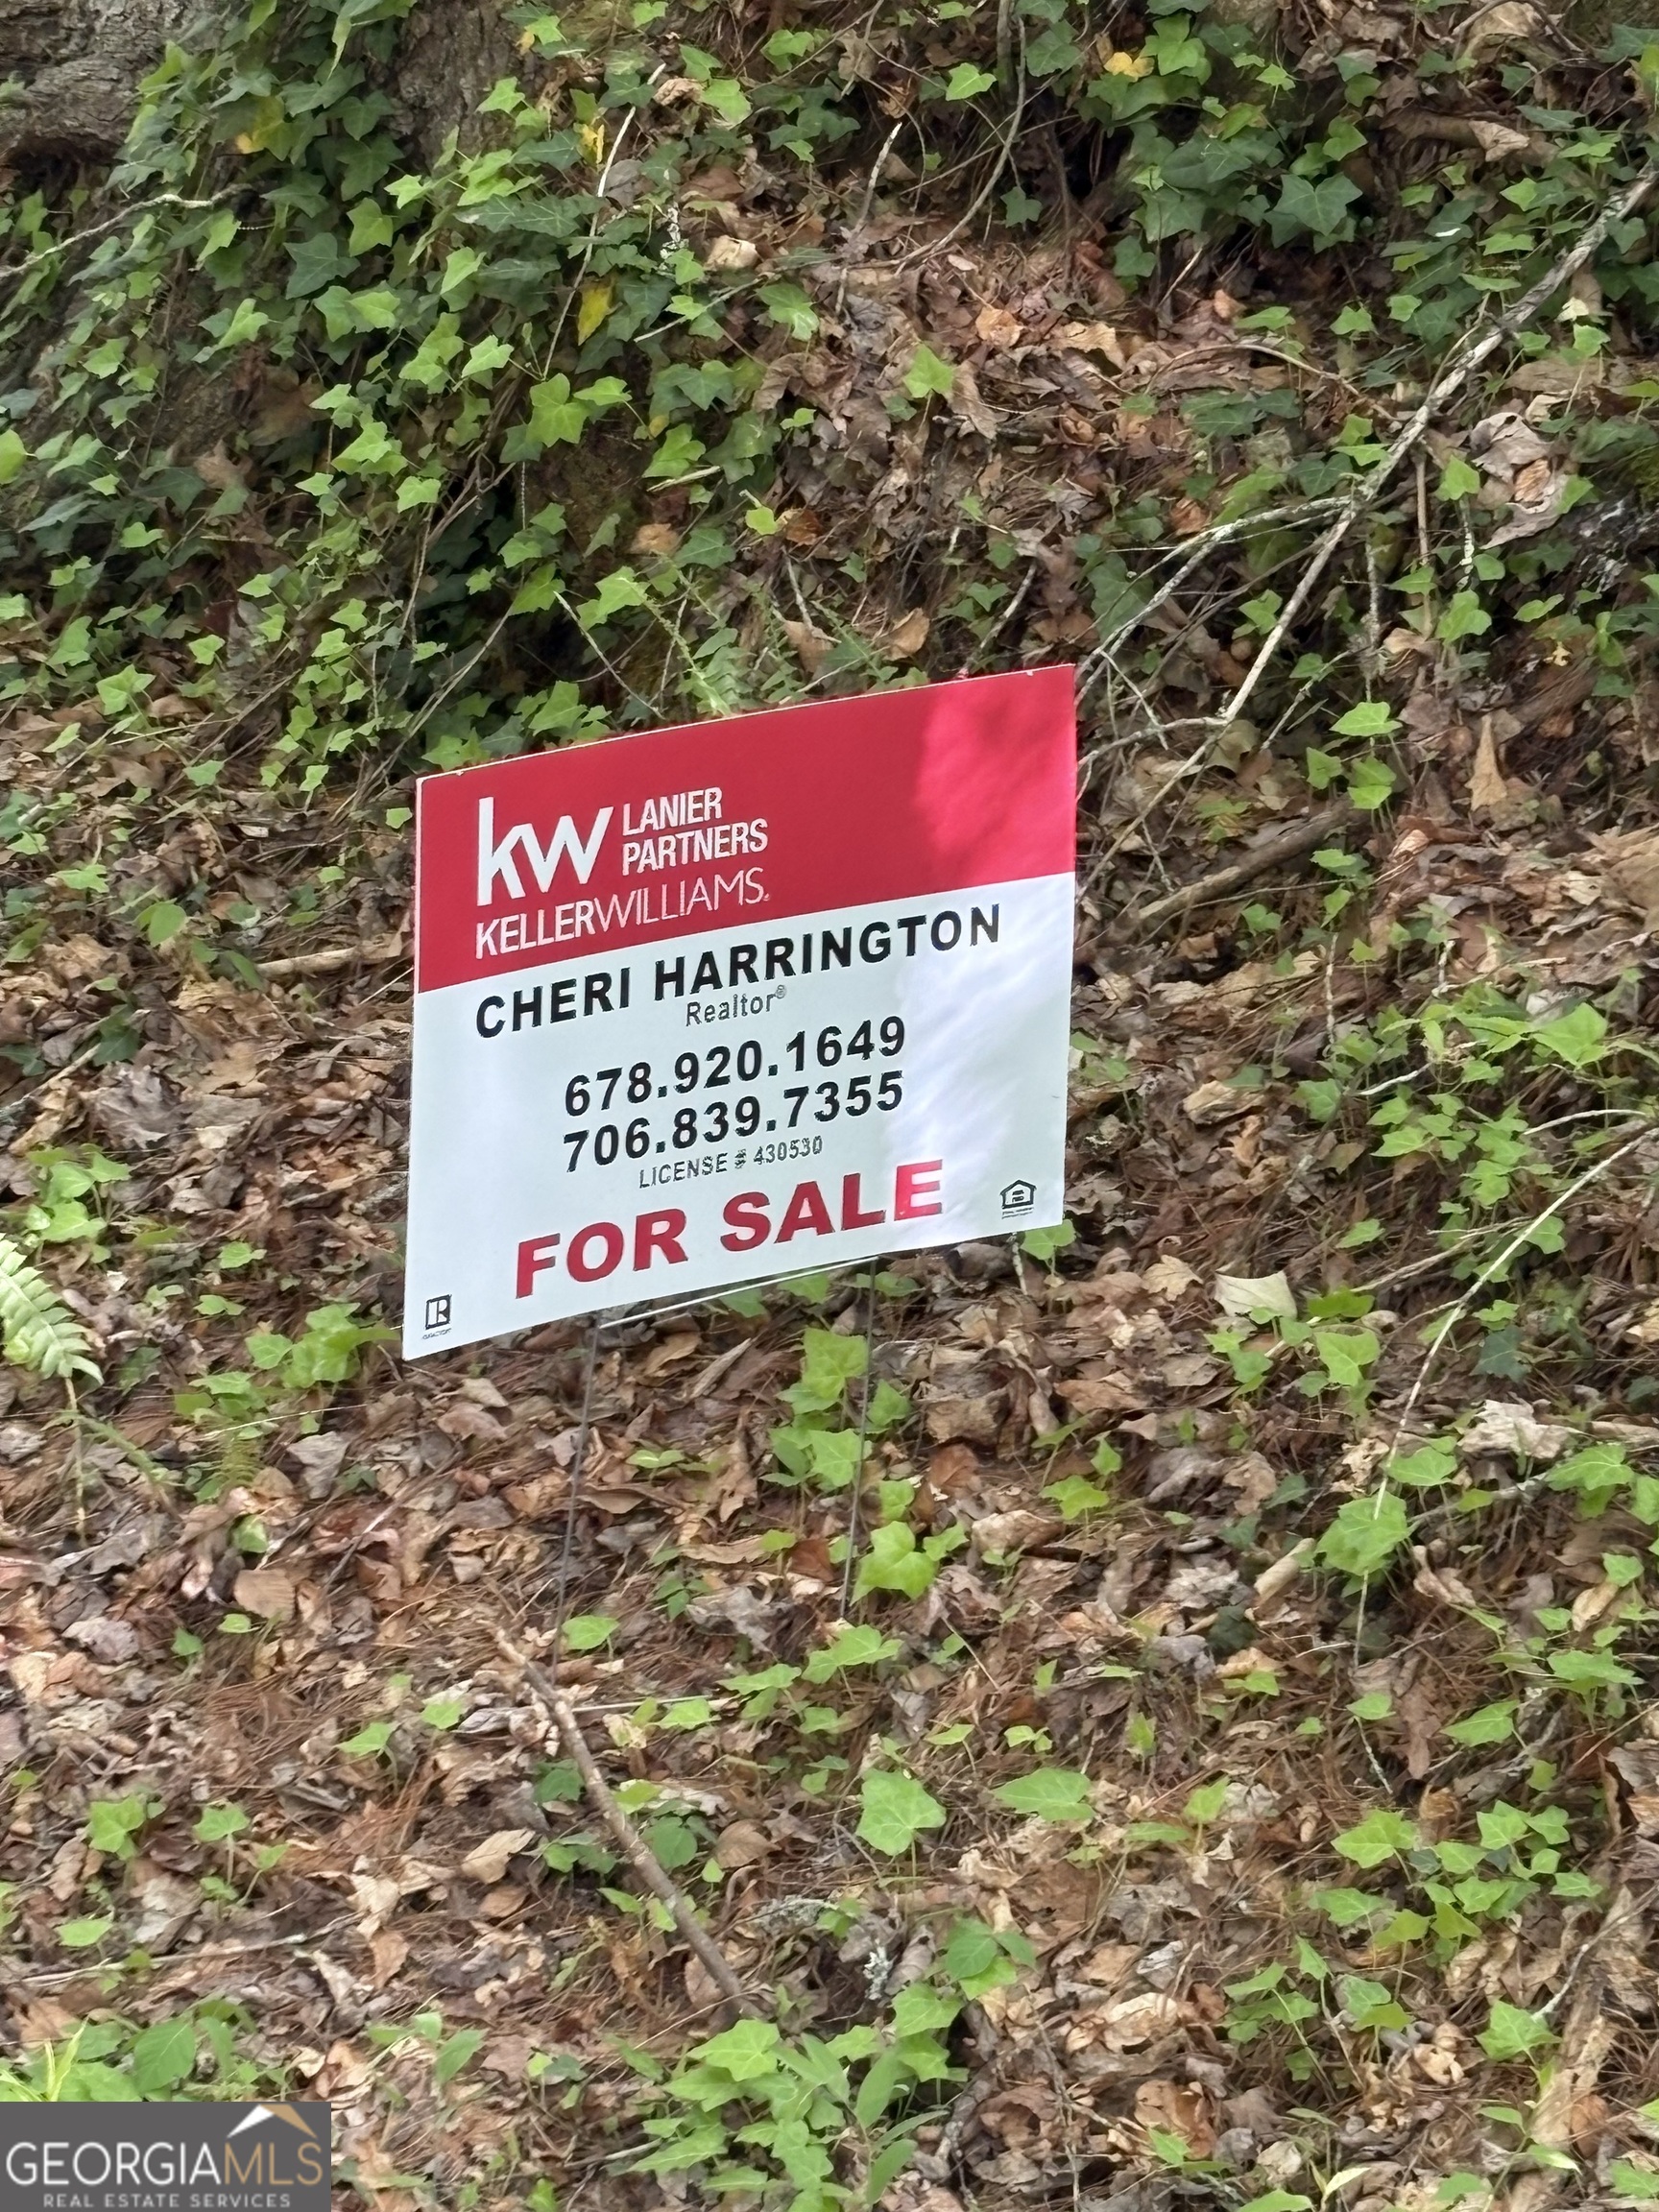 kw LANIER
PARTNERS
KELLERWILLIAMS.
CHERI HARRINGTON
Realtor®
678.920.1649
706.839.7355
LICENSE # 430530
FOR SALE
R
REALTOR®
GEORGIAMLS
REAL ESTATE SERVICES